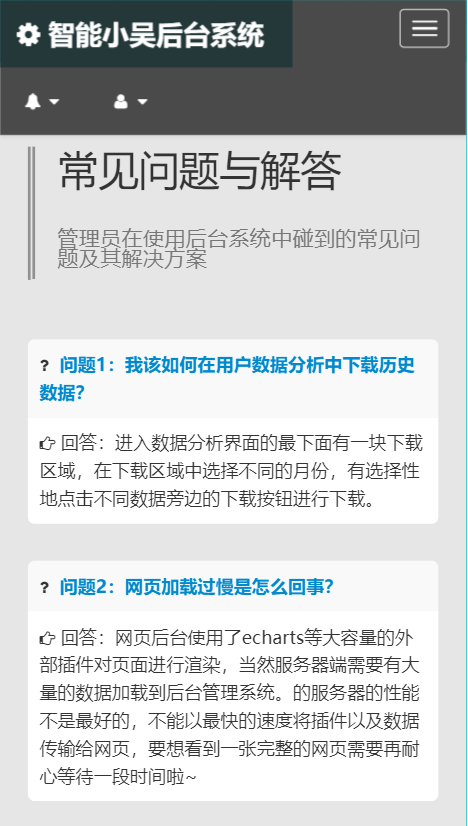 智能小吴后台系统
常见问题与解答
管理员在使用后台系统中碰到的常见问
题及其解决方案
? 问题1：我该如何在用户数据分析中下载历史
数据?
回答：进入数据分析界面的最下面有一块下载
区域，在下载区域中选择不同的月份，有选择性
地点击不同数据旁边的下载按钮进行下载。
? 问题2：网页加载过慢是怎么回事?
回答：网页后台使用了echarts等大容量的外
部插件对页面进行渲染，当然服务器端需要有大
量的数据加载到后台管理系统。的服务器的性能
不是最好的，不能以最快的速度将插件以及数据
传输给网页，要想看到一张完整的网页需要再耐
心等待一段时间啦~